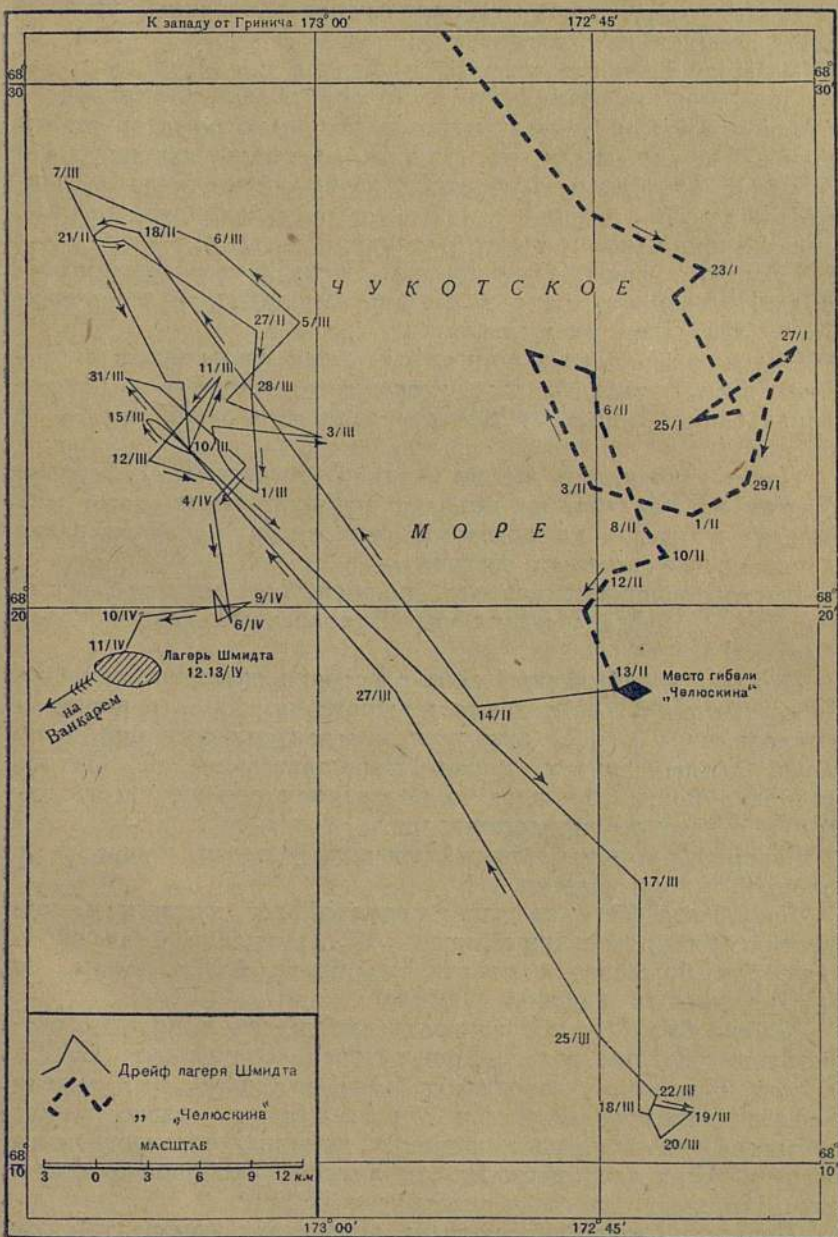 К западу от Гринича 173°00' 172°45'
68° 30 68° 30'
7/III
21/II 18/II 6/III
23/I
ЧУКОТСКОЕ
27/II 5/III
27/I
31/III 11/III 28/III
15/III 6/II 25/I
12/III 10/III 3/III
4/IV 1/III 3/II 29/I
МОРЕ
8/II 1/II
10/II
12/II
68° 20 68° 20'
10/IV 9/IV
6/IV
11/IV
Лагерь Шмидта
12.13/IV
на
Ванкарем
13/II
Место гибели
„Челюскина“
27/III 14/II
17/III
25/III
22/III
18/III 19/III
20/III
Дрейф лагеря Шмидта
„ „Челюскина“
МАСШТАБ
3 0 3 6 9 12 к.м
68° 10 68° 10'
173°00' 172°45'